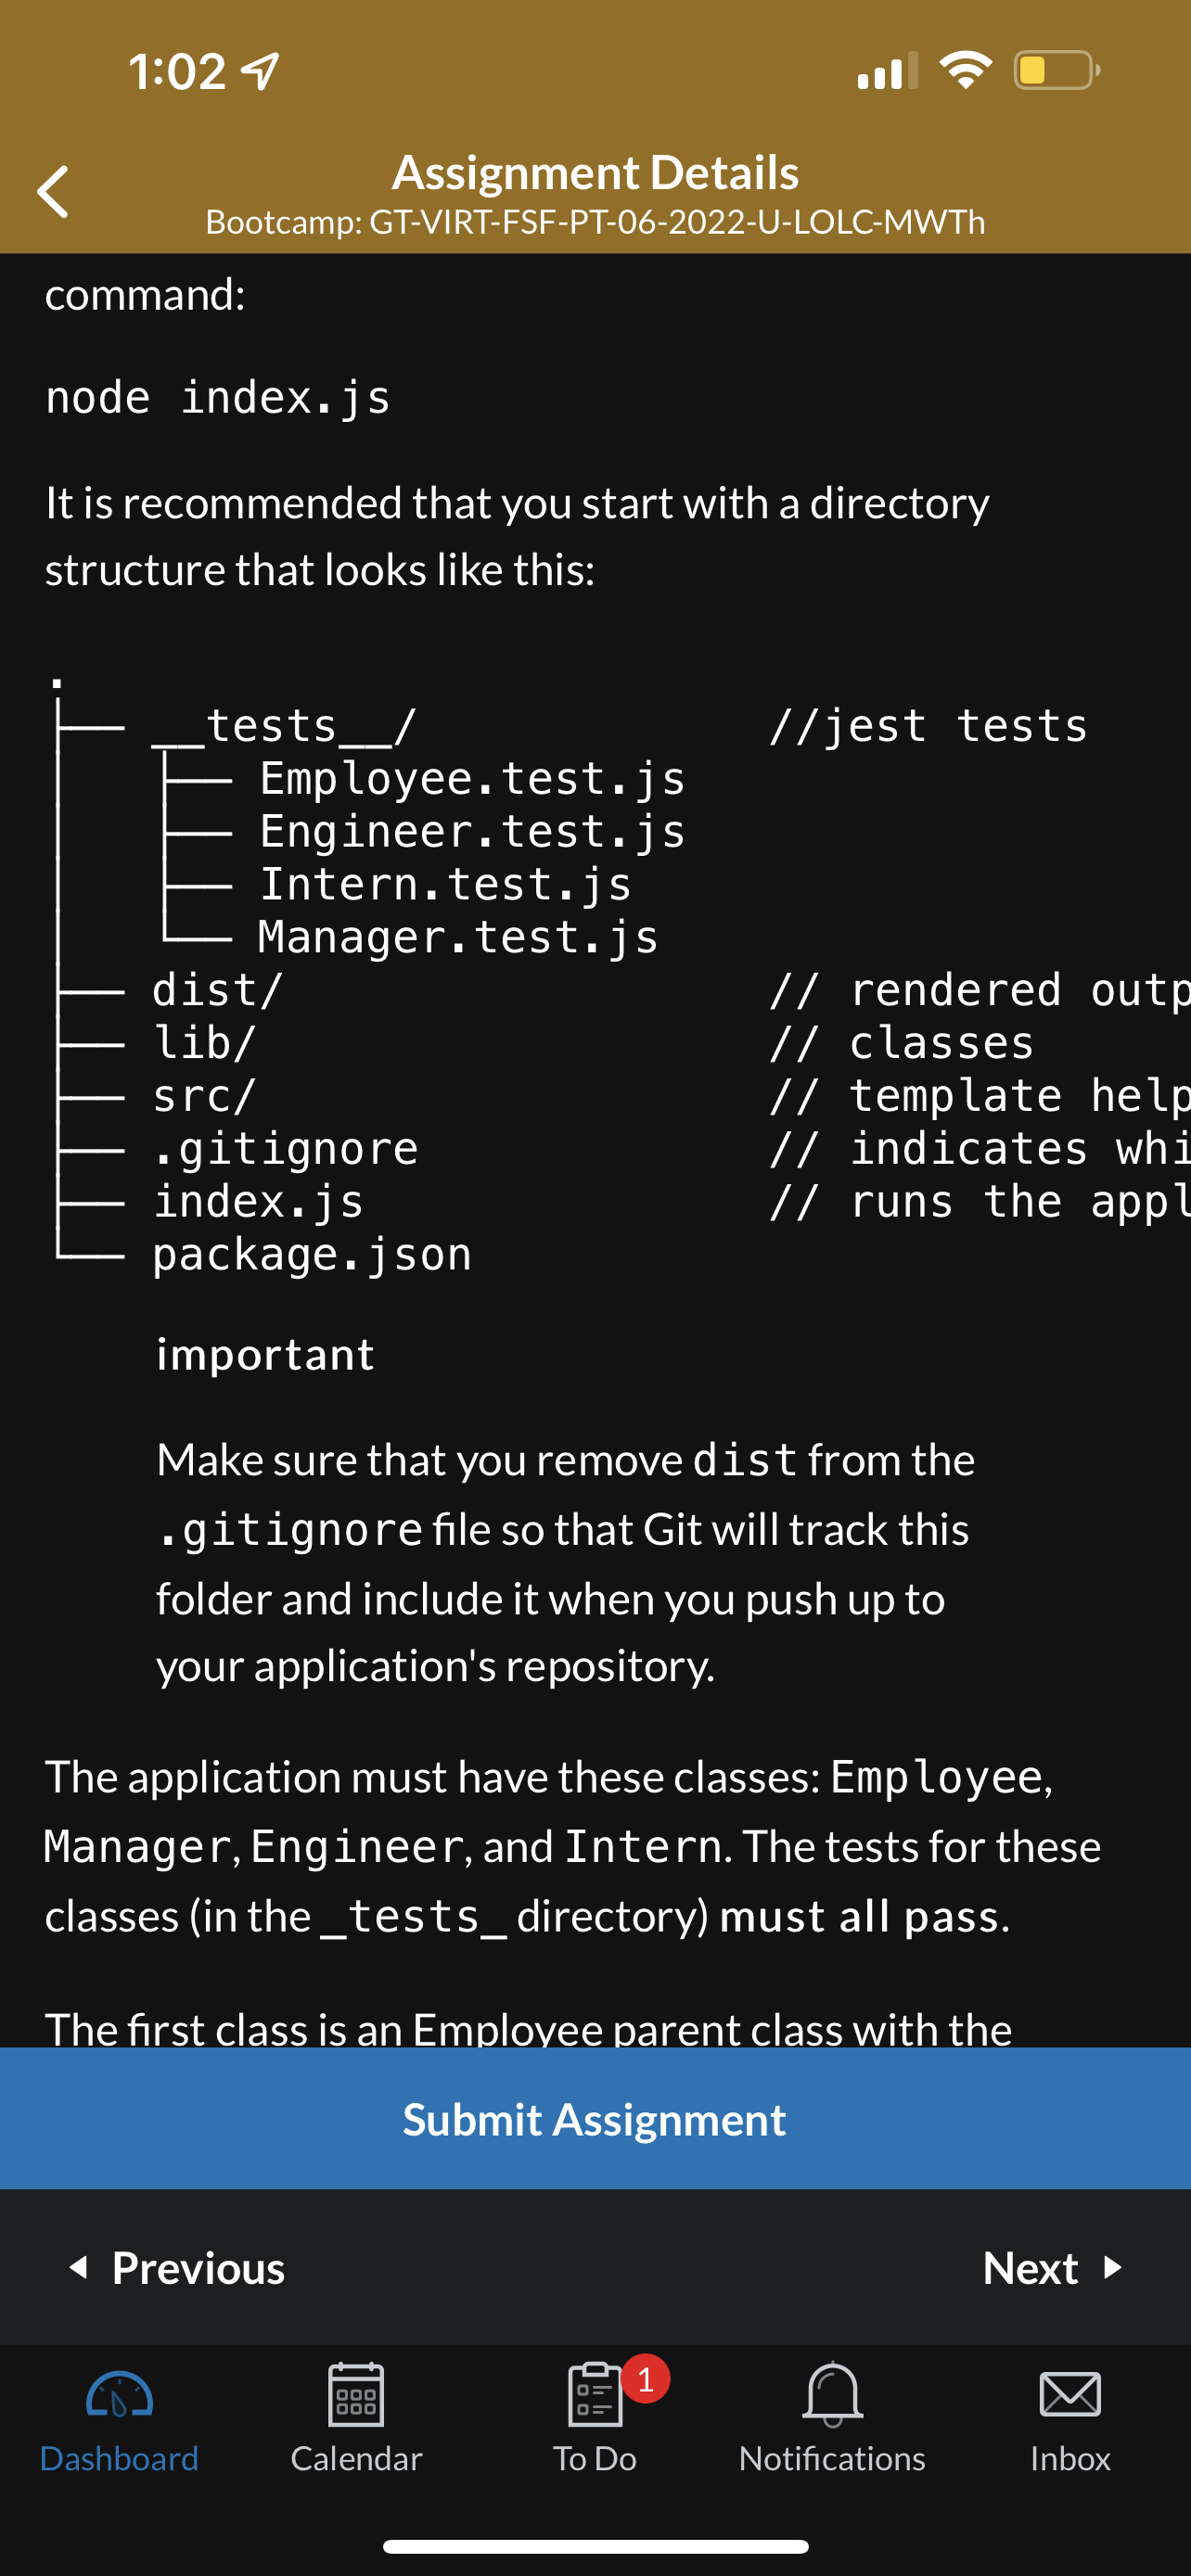 1:02
Assignment Details
Bootcamp: GT-VIRT-FSF-PT-06-2022-U-LOLC-MWTh
command:
node index.js
It is recommended that you start with a directory
structure that looks like this:
.
├── __tests__/             //jest tests
│   ├── Employee.test.js
│   ├── Engineer.test.js
│   ├── Intern.test.js
│   └── Manager.test.js
├── dist/                  // rendered outp
├── lib/                   // classes
├── src/                   // template help
├── .gitignore             // indicates whi
├── index.js               // runs the appl
└── package.json
important
Make sure that you remove dist from the
.gitignore file so that Git will track this
folder and include it when you push up to
your application's repository.
The application must have these classes: Employee,
Manager, Engineer, and Intern. The tests for these
classes (in the _tests_ directory) must all pass.
The first class is an Employee parent class with the
Submit Assignment
Previous
Next
1
Dashboard
Calendar
To Do
Notifications
Inbox